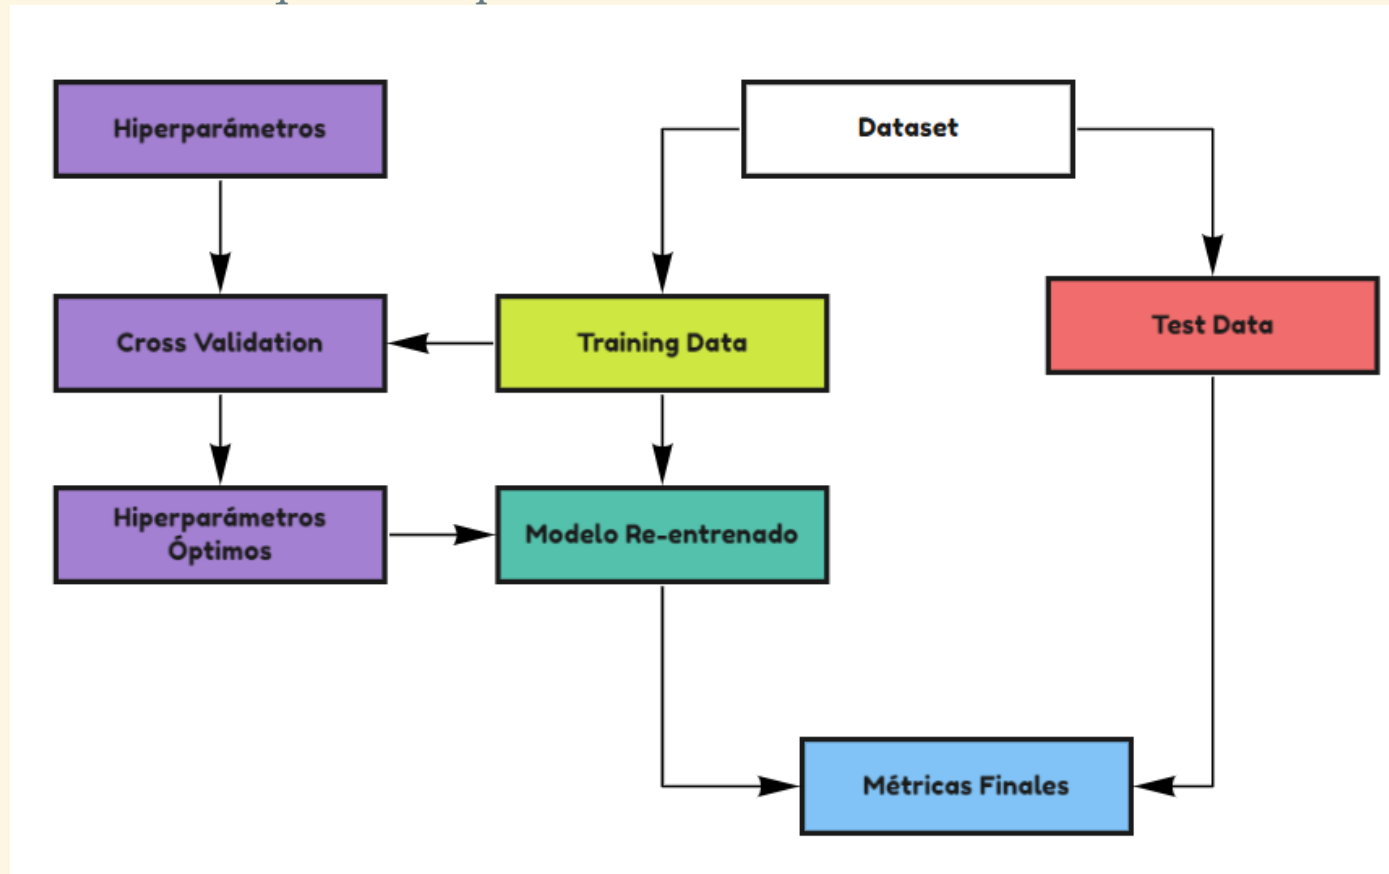 Hiperparámetros
Dataset
Cross Validation
Training Data
Test Data
Hiperparámetros
Óptimos
Modelo Re-entrenado
Métricas Finales